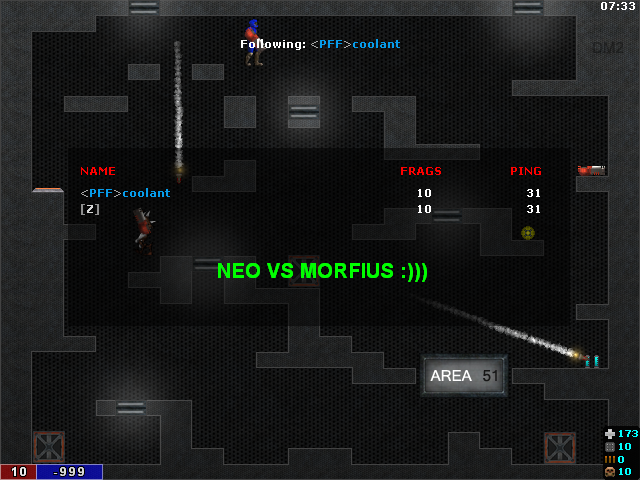 07:33
Following: <PFF>coolant
DM2
NAME FRAGS PING
<PFF>coolant 10 31
[Z] 10 31
NEO VS MORFIUS :)))
AREA 51
173
10
0
10
10 -999